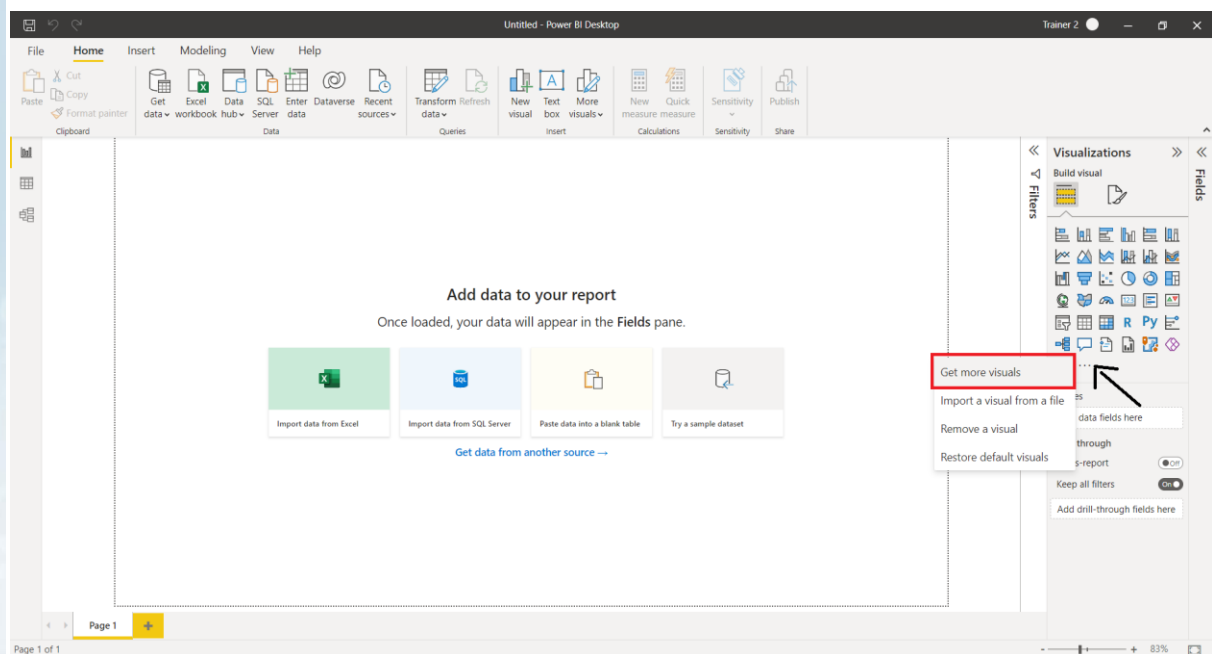 Untitled - Power BI Desktop
Trainer 2
File Home Insert Modeling View Help
Paste
Cut
Copy
Format painter
Clipboard
Get data
Excel workbook
Data hub
SQL Server
Enter data
Dataverse
Recent sources
Data
Transform data
Refresh
Queries
New visual
Text box
More visuals
Insert
New measure
Quick measure
Calculations
Sensitivity
Sensitivity
Publish
Share
Filters
Visualizations
Build visual
Fields
123
R Py
Add data to your report
Once loaded, your data will appear in the Fields pane.
SQL
Import data from Excel
Import data from SQL Server
Paste data into a blank table
Try a sample dataset
Get data from another source →
Get more visuals
Import a visual from a file
Remove a visual
Restore default visuals
data fields here
through
s-report
Off
Keep all filters
On
Add drill-through fields here
Page 1
Page 1 of 1
- + 83%